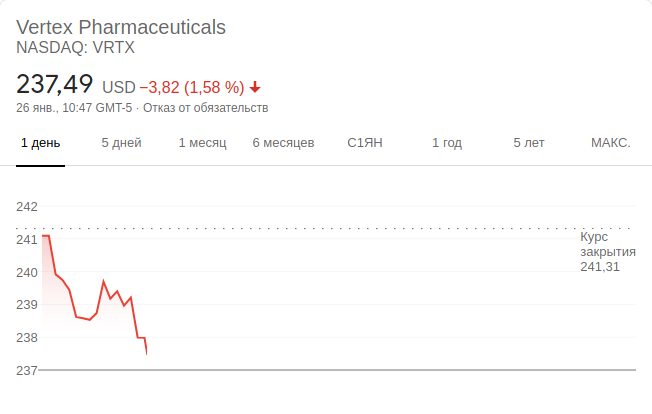 Vertex Pharmaceuticals
NASDAQ: VRTX
237,49 USD −3,82 (1,58 %)
26 янв., 10:47 GMT-5 · Отказ от обязательств
1 день 5 дней 1 месяц 6 месяцев С1ЯН 1 год 5 лет МАКС.
242
241
240
239
238
237
Курс
закрытия
241,31